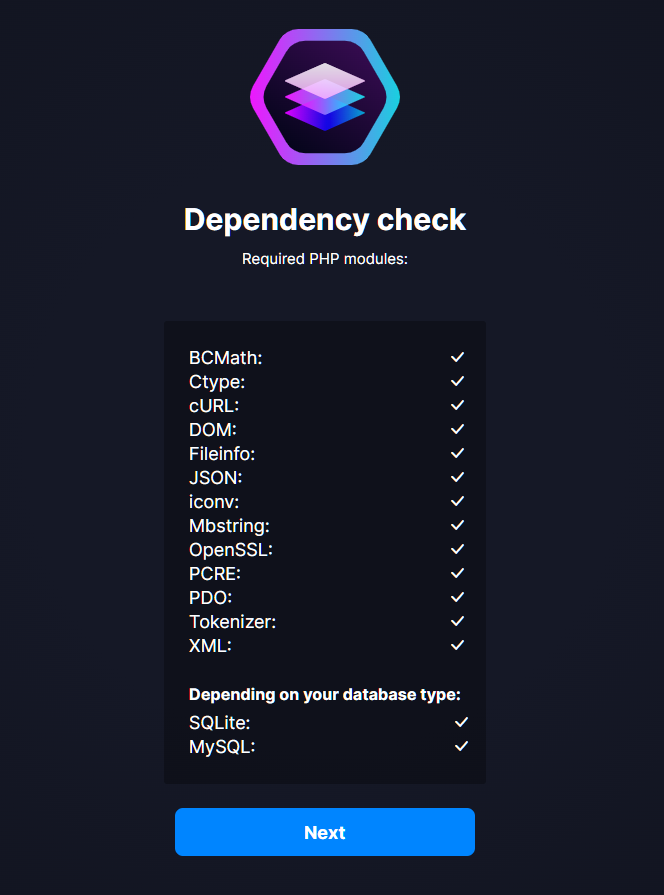 Dependency check
Required PHP modules:
BCMath:
Ctype:
cURL:
DOM:
Fileinfo:
JSON:
iconv:
Mbstring:
OpenSSL:
PCRE:
PDO:
Tokenizer:
XML:
Depending on your database type:
SQLite:
MySQL:
Next